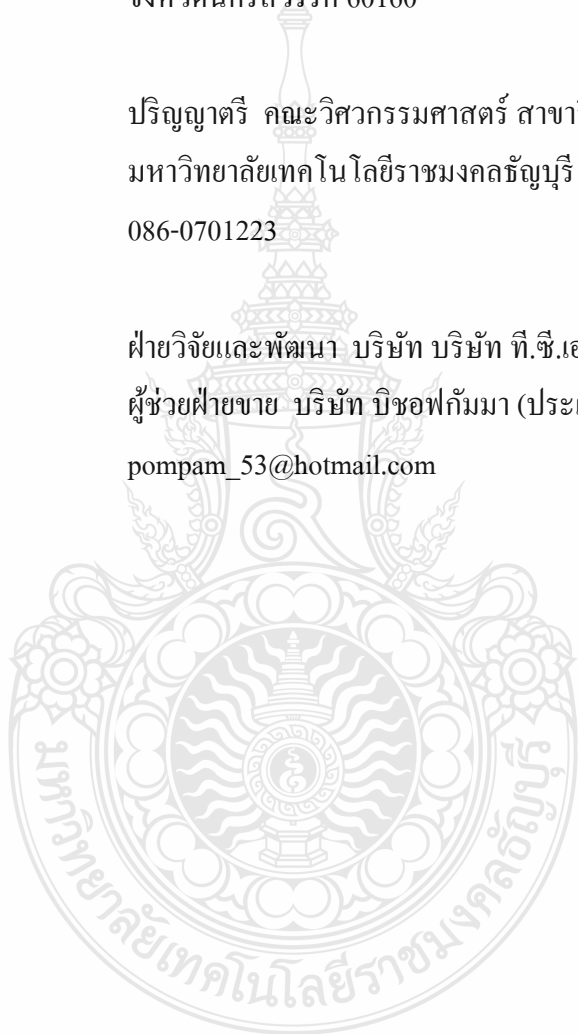 จังหวัดนครสวรรค์ 60160
ปริญญาตรี คณะวิศวกรรมศาสตร์
มหาวิทยาลัยเทคโนโลยีราชมงคลธัญบุรี
086-0701223
ฝ่ายวิจัยและพัฒนา บริษัท บริษัท ที.ซี.
ผู้ช่วยฝ่ายขาย บริษัท บิชอฟกัมมา
pompam_53@hotmail.com
มหาวิทยาลัยเทคโนโลยีราชมงคลธัญบุรี